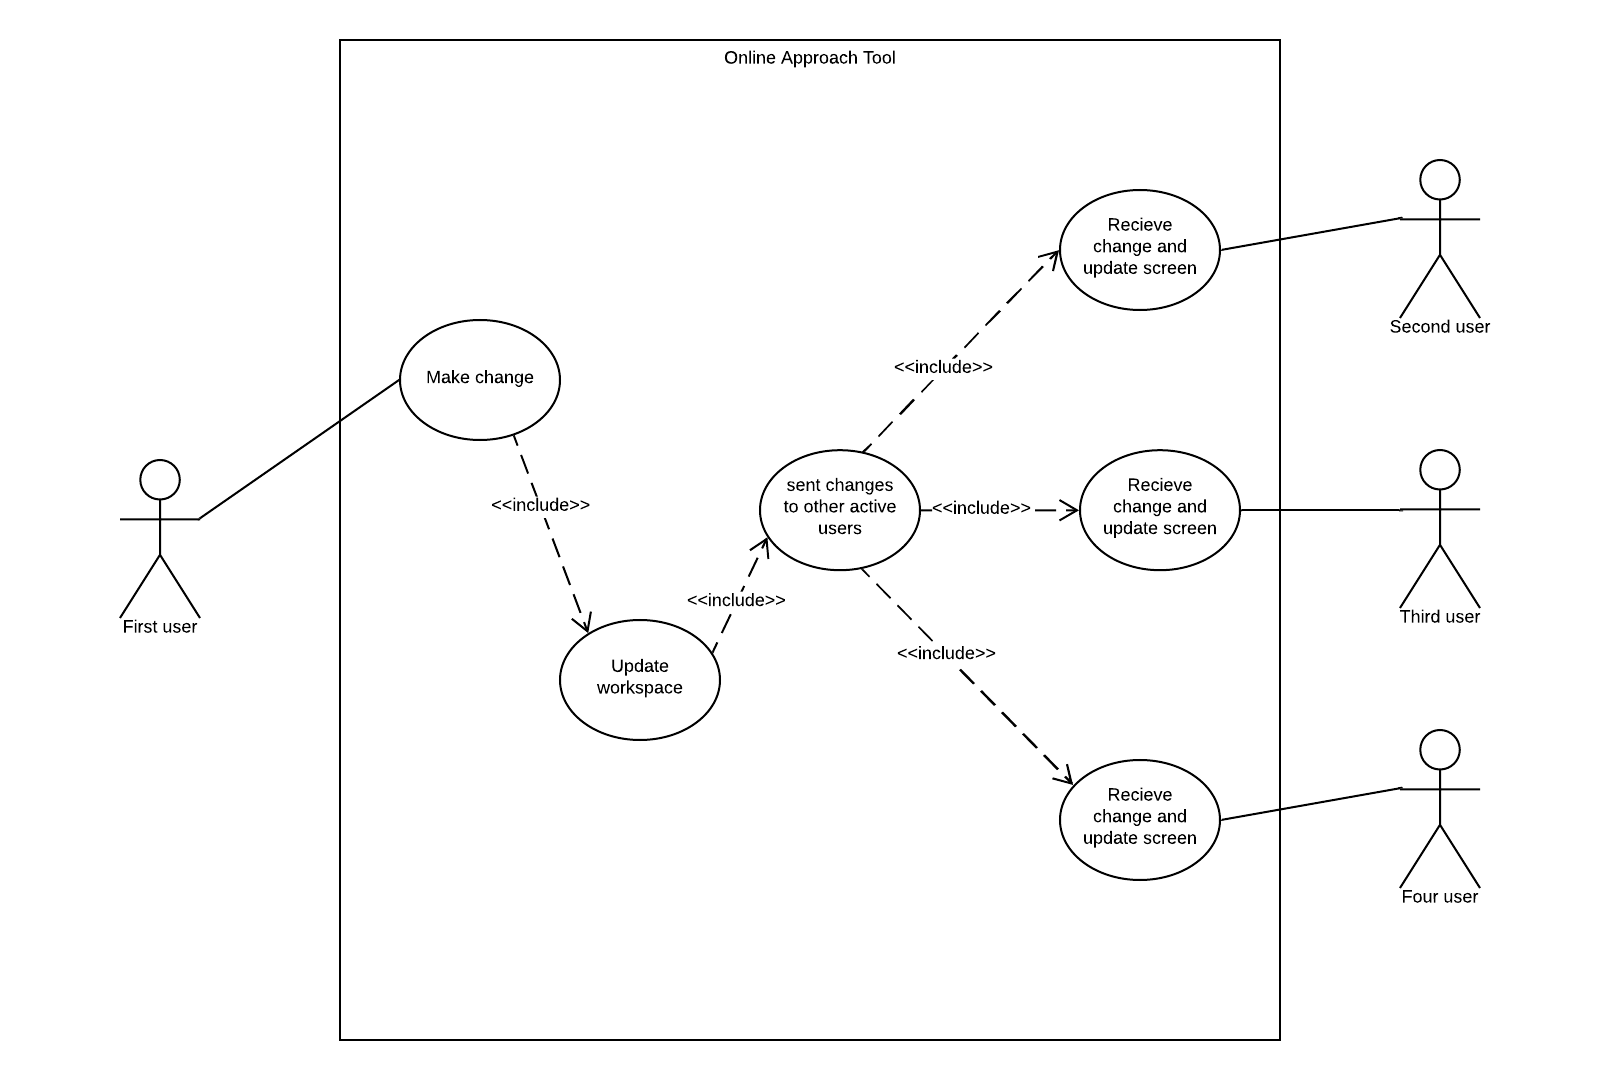 Online Approach Tool
Recieve
change and
update screen
Second user
<<include>>
Make change
First user
<<include>>
sent changes
to other active
users
<<include>>
Recieve
change and
update screen
Third user
<<include>>
<<include>>
Update
workspace
Recieve
change and
update screen
Four user